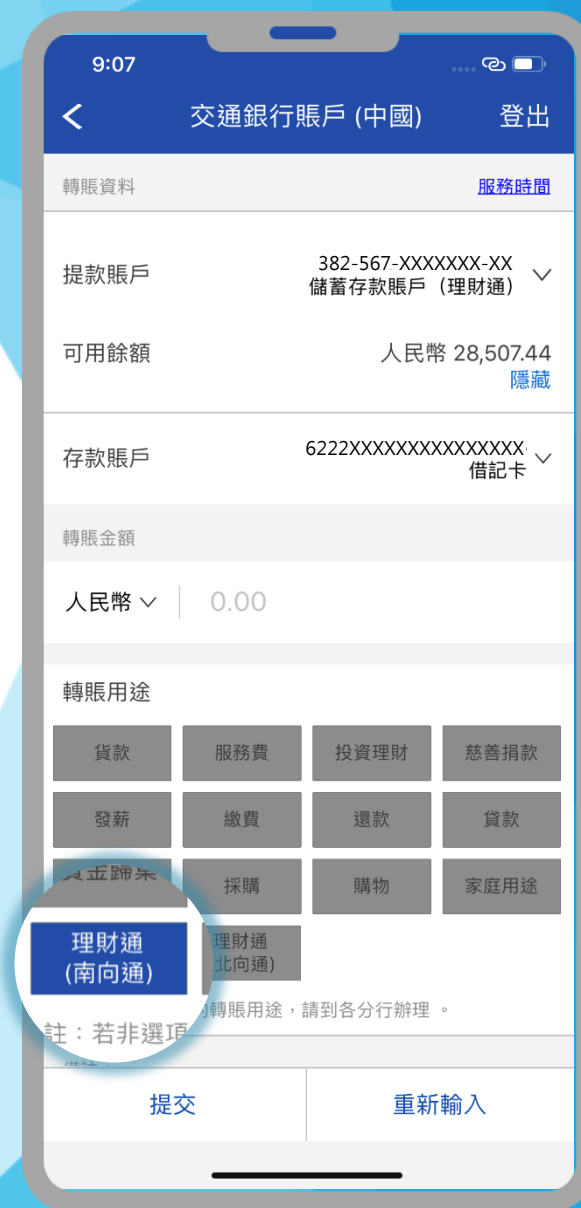 9:07
交通銀行賬戶 (中國)
登出
轉賬資料
服務時間
提款賬戶
382-567-XXXXXXX-XX
儲蓄存款賬戶（理財通）
可用餘額
人民幣 28,507.44
隱藏
存款賬戶
6222XXXXXXXXXXXXXXX
借記卡
轉賬金額
人民幣
0.00
轉賬用途
貨款
服務費
投資理財
慈善捐款
發薪
繳費
還款
貸款
資金歸集
採購
購物
家庭用途
理財通
(南向通)
理財通
北向通)
註：若非選項
的轉賬用途，請到各分行辦理 。
提交
重新輸入